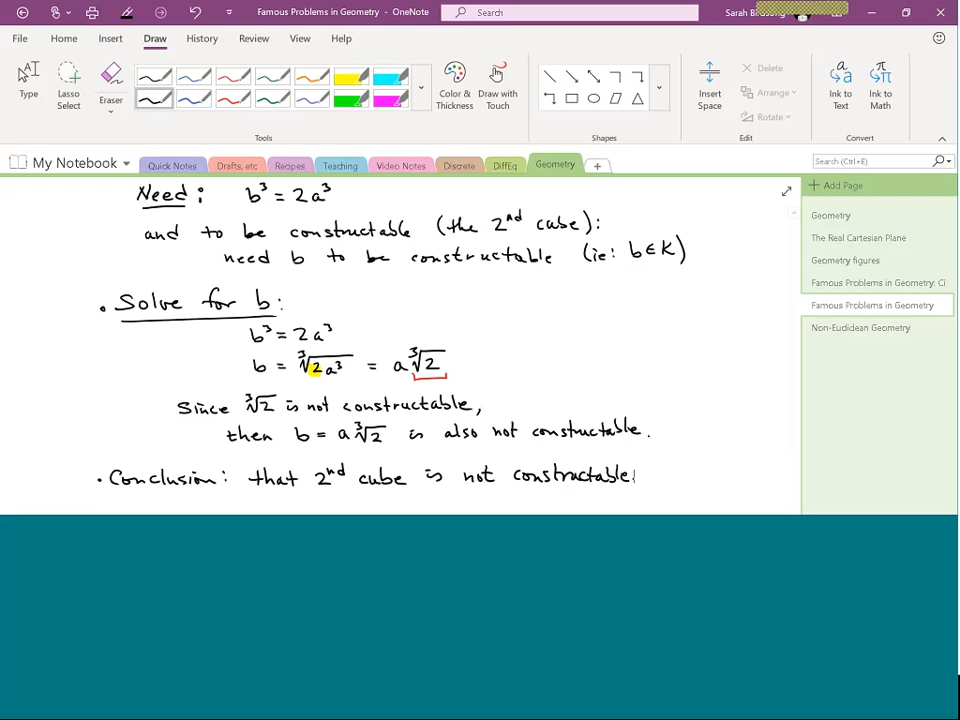 Famous Problems in Geometry - OneNote
Search
Sarah
File Home Insert Draw History Review View Help
Type
Lasso Select
Eraser
Color & Thickness
Draw with Touch
Insert Space
Delete
Arrange
Rotate
Ink to Text
Ink to Math
Tools
Shapes
Edit
Convert
My Notebook
Quick Notes
Drafts, etc
Recipes
Teaching
Video Notes
Discrete
DiffEq
Geometry
Search (Ctrl+E)
Need: b³ = 2a³
and to be constructable (the 2nd cube):
need b to be constructable (ie: b∈K)
• Solve for b:
b³ = 2a³
b = ∛2a³ = a∛2
Since ∛2 is not constructable,
then b = a∛2 is also not constructable.
• Conclusion: that 2nd cube is not constructable
Add Page
Geometry
The Real Cartesian Plane
Geometry figures
Famous Problems in Geometry: Ci
Famous Problems in Geometry
Non-Euclidean Geometry